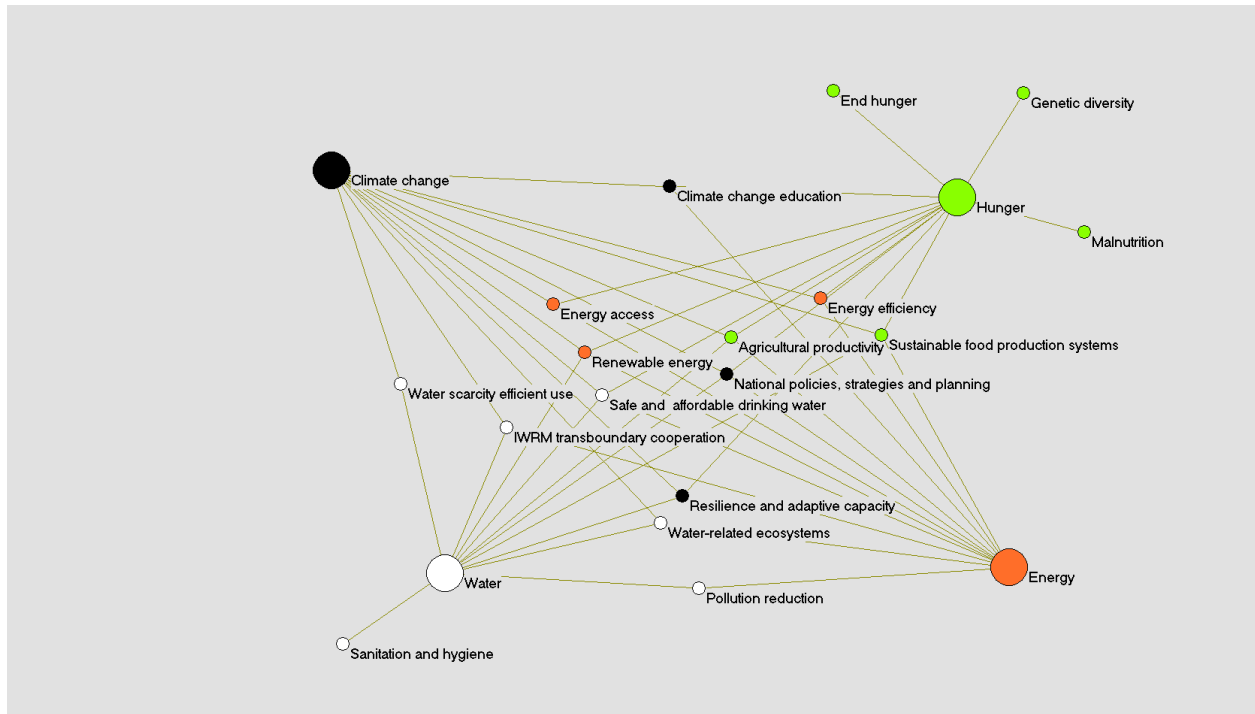 End hunger
Genetic diversity
Climate change
Climate change education
Hunger
Malnutrition
Energy access
Energy efficiency
Agricultural productivity
Sustainable food production systems
Renewable energy
National policies, strategies and planning
Water scarcity efficient use
Safe and  affordable drinking water
IWRM transboundary cooperation
Resilience and adaptive capacity
Water-related ecosystems
Water
Energy
Pollution reduction
Sanitation and hygiene